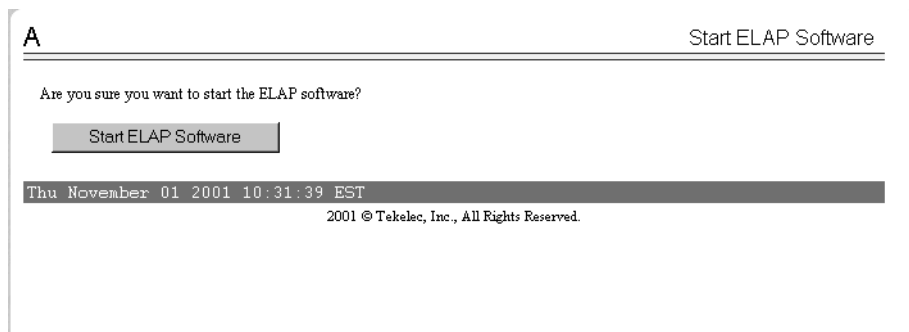 A
Start ELAP Software
Are you sure you want to start the ELAP software?
Start ELAP Software
Thu November 01 2001 10:31:39 EST
2001 © Tekelec, Inc., All Rights Reserved.